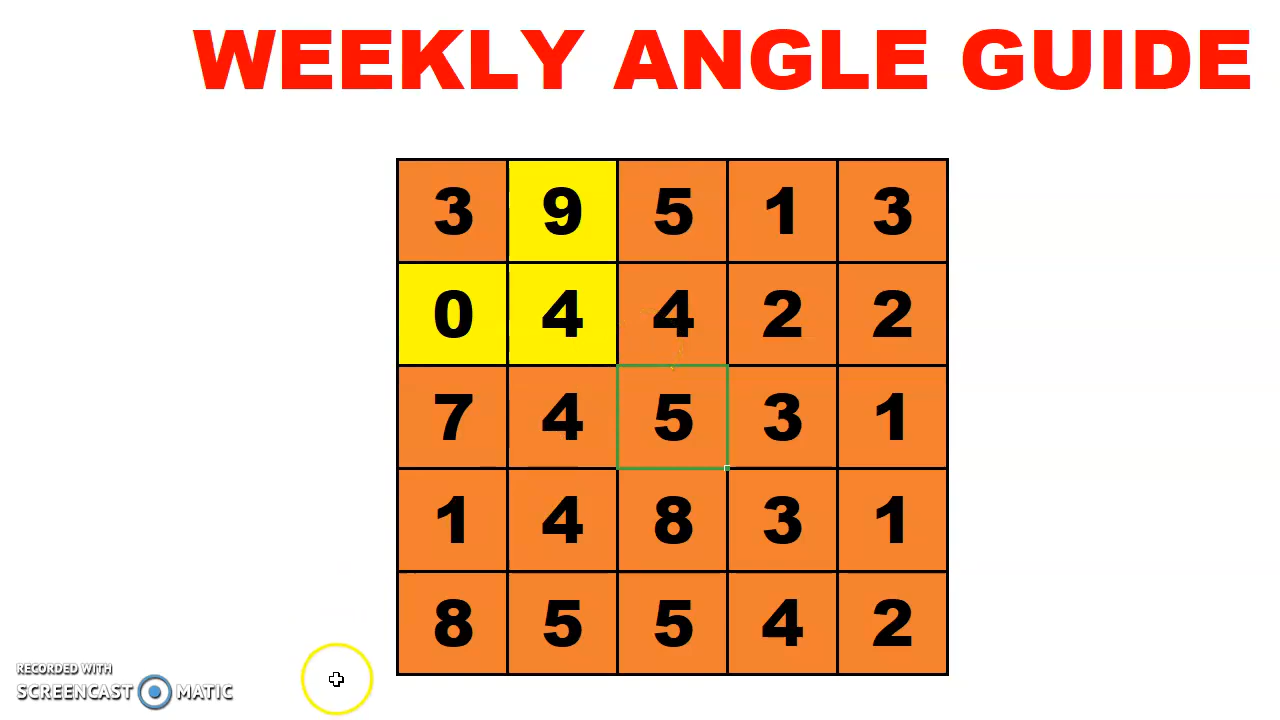 WEEKLY ANGLE GUIDE
3 9 5 1 3
0 4 4 2 2
7 4 5 3 1
1 4 8 3 1
8 5 5 4 2
RECORDED WITH
SCREENCAST MATIC